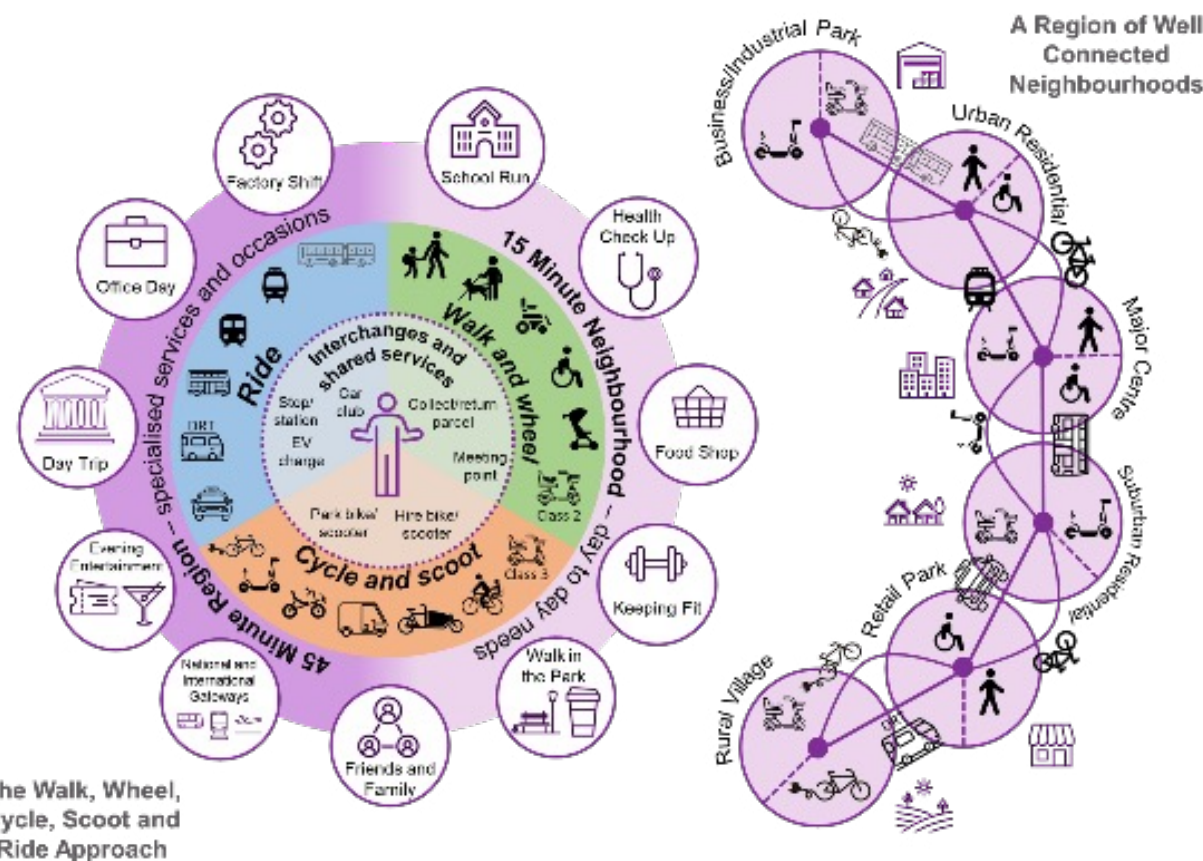 A Region of Well
Connected
Neighbourhoods
Business/Industrial Park
Urban Residential
Major Centre
Suburban Residential
Retail Park
Rural Village
DRT
Factory Shift
School Run
Health
Check Up
Food Shop
Keeping Fit
Walk in
the Park
Friends and
Family
National and
International
Gateways
Evening
Entertainment
Day Trip
Office Day
45 Minute Region – specialised services and occasions
15 Minute Neighbourhood – day to day needs
Ride
DRT
Walk and wheel
Class 2
Cycle and scoot
Class 3
Interchanges and
shared services
Stop/
station
Car
club
EV
charge
Collect/return
parcel
Meeting
point
Park bike/
scooter
Hire bike/
scooter
he Walk, Wheel,
ycle, Scoot and
Ride Approach